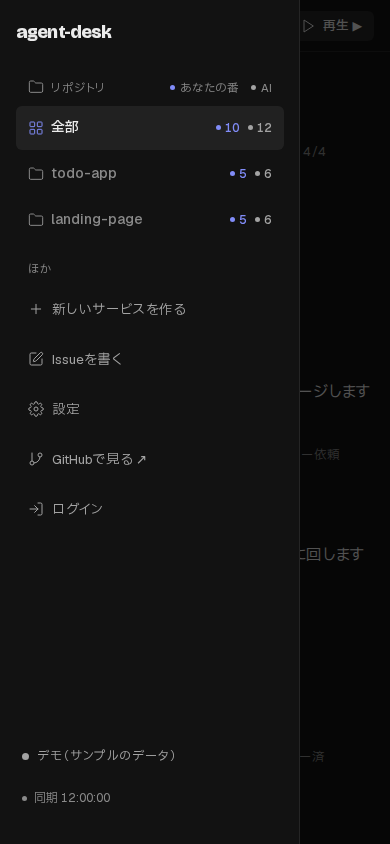 agent-desk
再生 ▶
リポジトリ ● あなたの番 ● AI
全部 ● 10 ● 12
4/4
todo-app ● 5 ● 6
landing-page ● 5 ● 6
ほか
新しいサービスを作る
Issueを書く
ージします
設定
GitHubで見る ↗
ー依頼
ログイン
に回します
デモ（サンプルのデータ）
ー済
同期 12:00:00